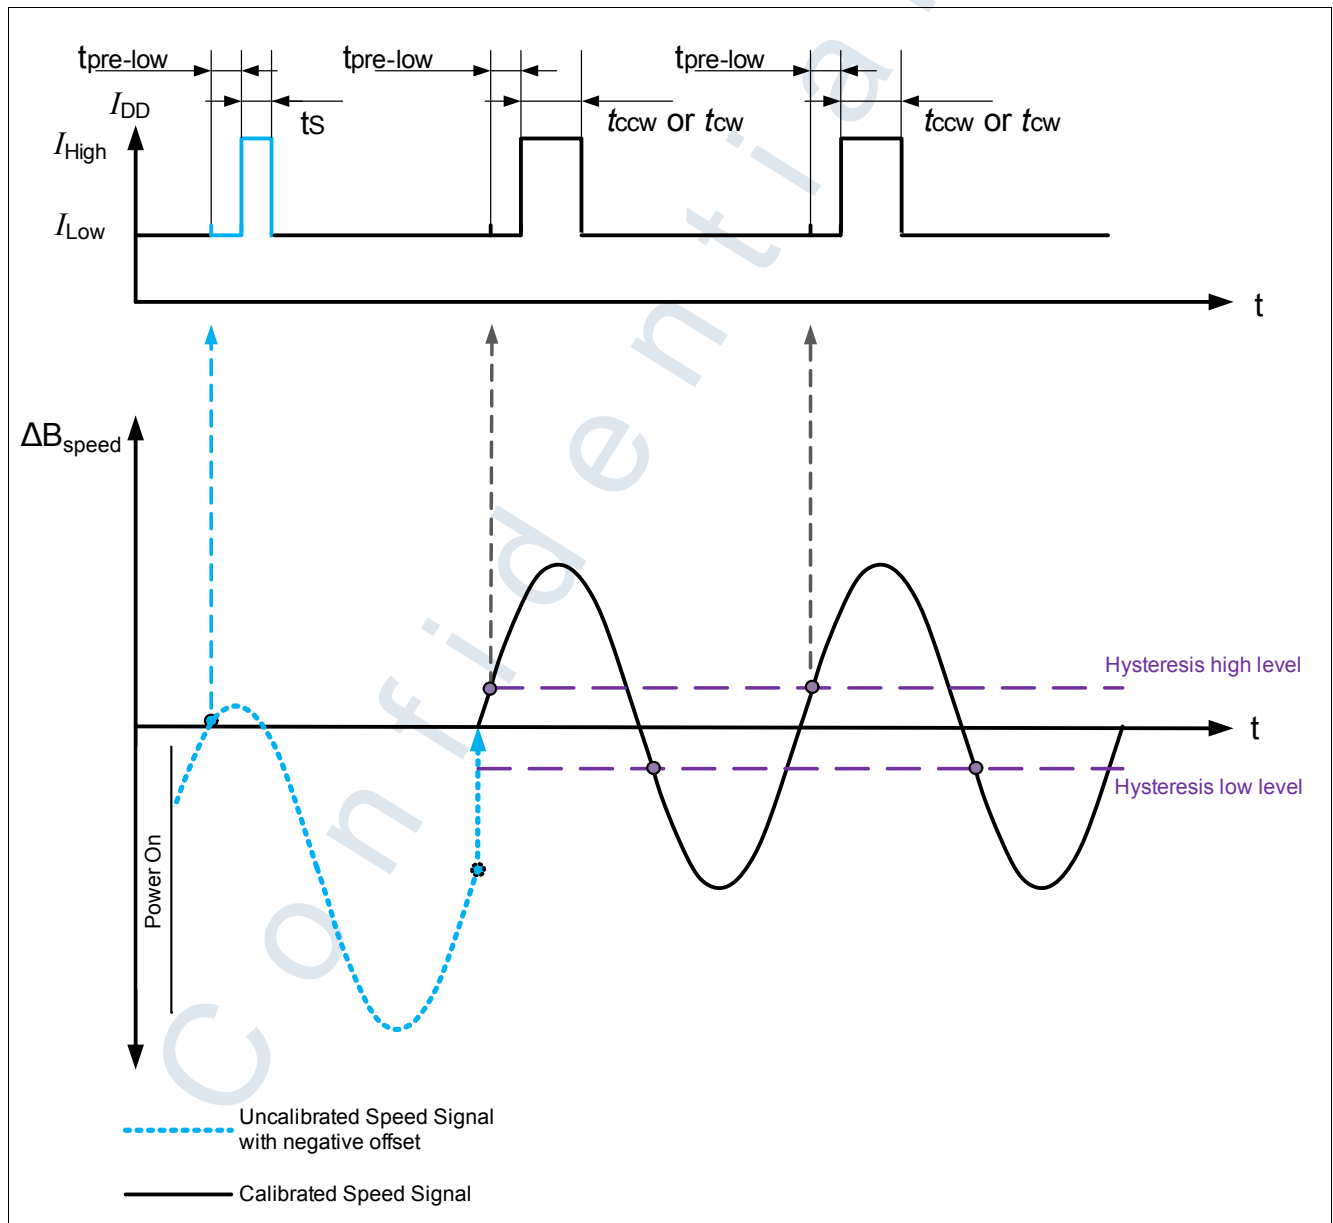 tpre-low tpre-low tpre-low
IDD tS tccw or tcw tccw or tcw
IHigh
ILow
t
ΔBspeed
Hysteresis high level
t
Hysteresis low level
Power On
Uncalibrated Speed Signal
with negative offset
Calibrated Speed Signal
Confidential